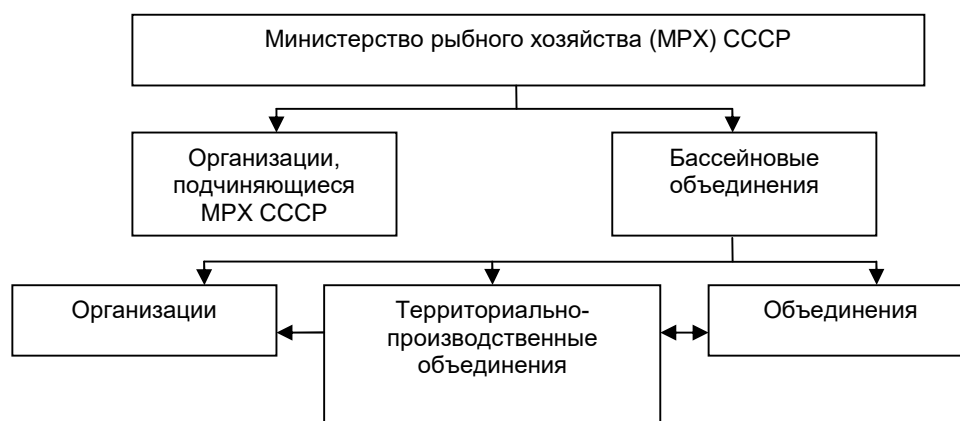 Министерство рыбного хозяйства (МРХ) СССР
Организации,
подчиняющиеся
МРХ СССР
Бассейновые
объединения
Организации
Территориально-
производственные
объединения
Объединения